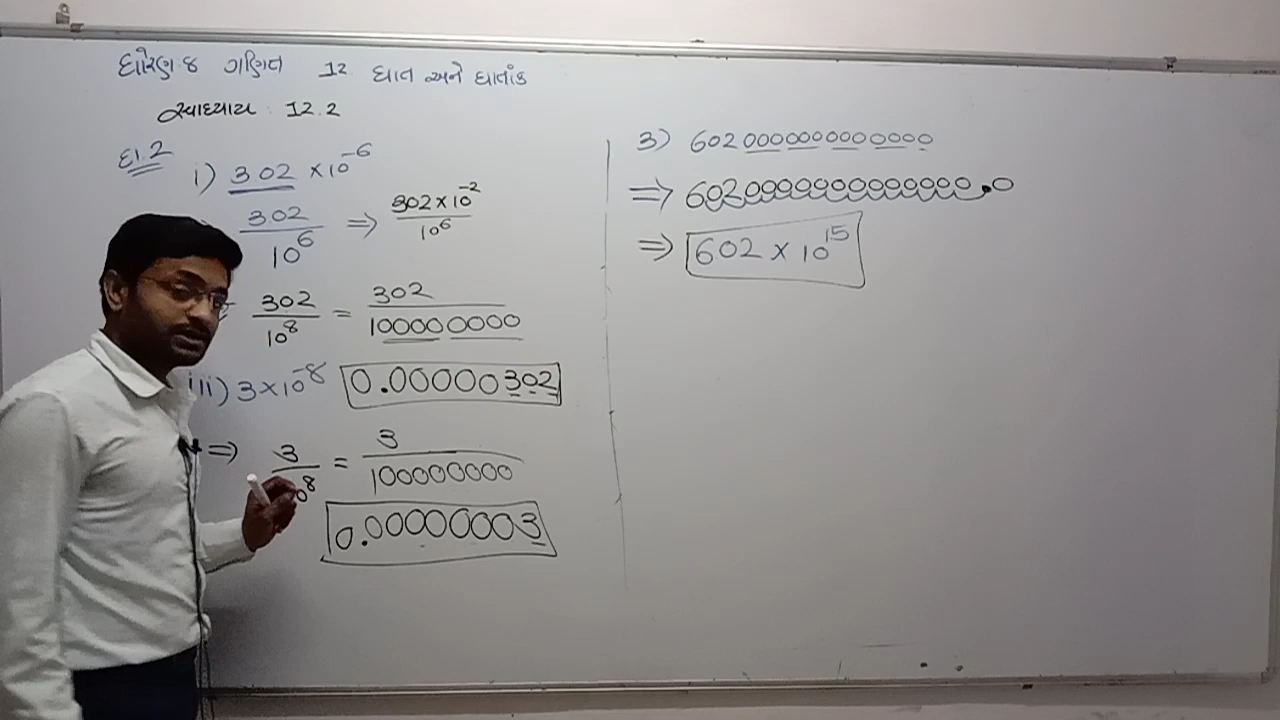 ધોરણ ૪ ગણિત 12 ઘાત અને ઘાતાંક
સ્વાધ્યાય : 12.2
દા.2
i) 302 × 10⁻⁶
302 / 10⁶ ⇒ 302 × 10⁻² / 10⁶
302 / 10⁸ = 302 / 100000000
0.00000302
iii) 3 × 10⁻⁸
⇒ 3 / 10⁸ = 3 / 100000000
0.00000003
3) 602000000000000000
⇒ 602000000000000000.0
⇒ 602 × 10¹⁵